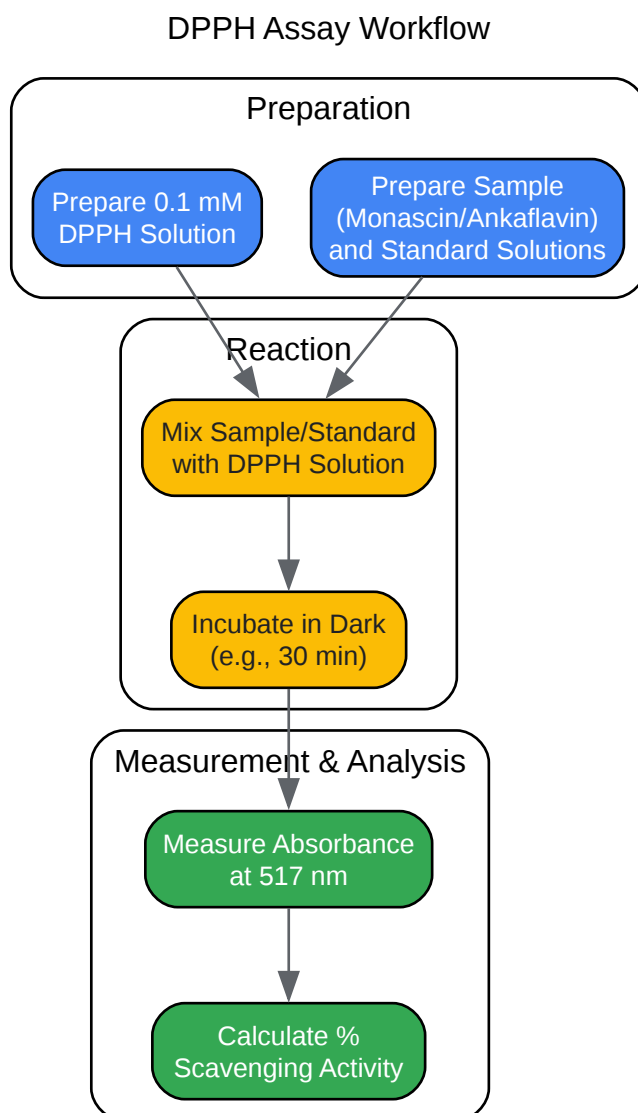 DPPH Assay Workflow
Preparation
Prepare 0.1 mM
DPPH Solution
Prepare Sample
(Monascin/Ankaflavin)
and Standard Solutions
Reaction
Mix Sample/Standard
with DPPH Solution
Incubate in Dark
(e.g., 30 min)
Measurement & Analysis
Measure Absorbance
at 517 nm
Calculate %
Scavenging Activity